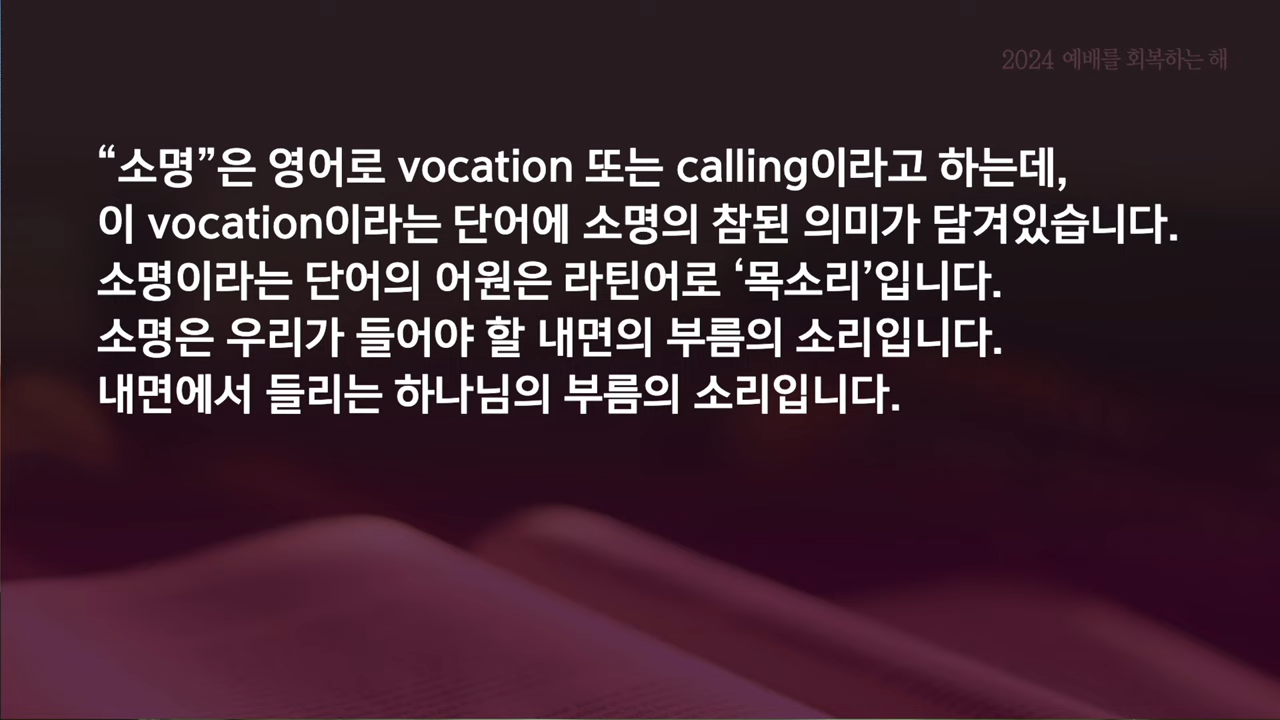 2024 예배를 회복하는 해
“소명”은 영어로 vocation 또는 calling이라고 하는데,
이 vocation이라는 단어에 소명의 참된 의미가 담겨있습니다.
소명이라는 단어의 어원은 라틴어로 ‘목소리’입니다.
소명은 우리가 들어야 할 내면의 부름의 소리입니다.
내면에서 들리는 하나님의 부름의 소리입니다.